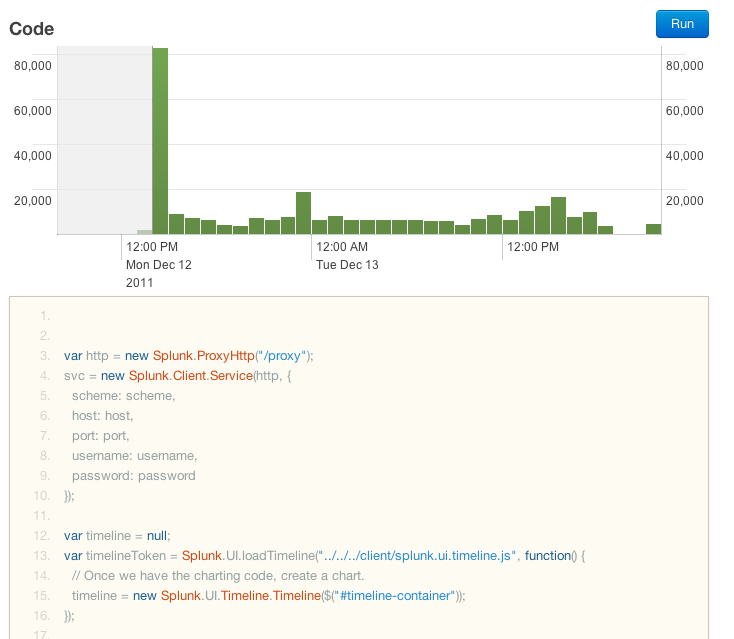 Code
Run
80,000 80,000
60,000 60,000
40,000 40,000
20,000 20,000
12:00 PM 12:00 AM 12:00 PM
Mon Dec 12 Tue Dec 13
2011
1.
2.
3. var http = new Splunk.ProxyHttp("/proxy");
4. svc = new Splunk.Client.Service(http, {
5. scheme: scheme,
6. host: host,
7. port: port,
8. username: username,
9. password: password
10. });
11.
12. var timeline = null;
13. var timelineToken = Splunk.UI.loadTimeline("../../../client/splunk.ui.timeline.js", function() {
14. // Once we have the charting code, create a chart.
15. timeline = new Splunk.UI.Timeline.Timeline($("#timeline-container"));
16. });
17.